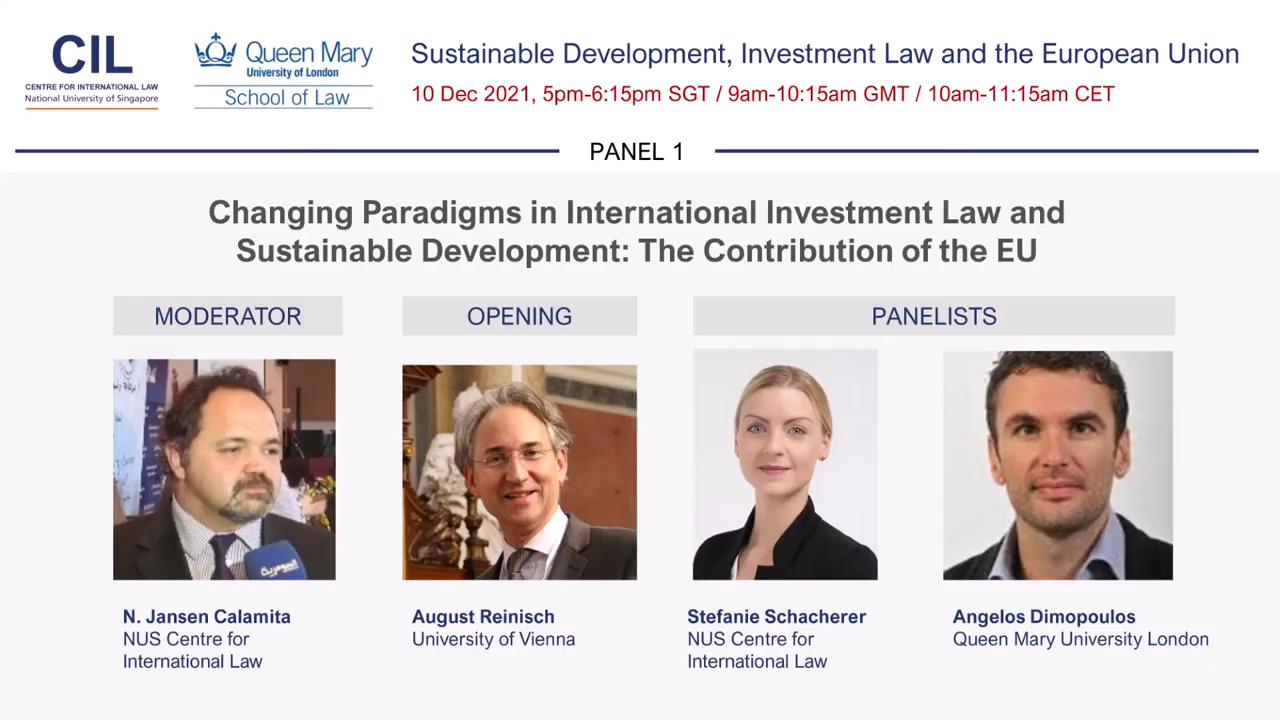 CIL
CENTRE FOR INTERNATIONAL LAW
National University of Singapore
Queen Mary
University of London
School of Law
Sustainable Development, Investment Law and the European Union
10 Dec 2021, 5pm-6:15pm SGT / 9am-10:15am GMT / 10am-11:15am CET
PANEL 1
Changing Paradigms in International Investment Law and
Sustainable Development: The Contribution of the EU
MODERATOR
OPENING
PANELISTS
السومرية
N. Jansen Calamita
NUS Centre for
International Law
August Reinisch
University of Vienna
Stefanie Schacherer
NUS Centre for
International Law
Angelos Dimopoulos
Queen Mary University London